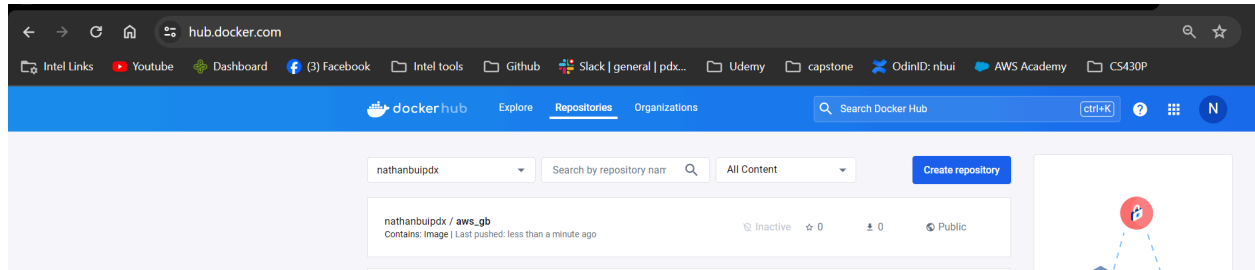 hub.docker.com
Intel Links Youtube Dashboard (3) Facebook Intel tools Github Slack | general | pdx... Udemy capstone OdinID: nbui AWS Academy CS430P
dockerhub Explore Repositories Organizations Search Docker Hub ctrl+K ? N
nathanbuipdx Search by repository nam All Content Create repository
nathanbuipdx / aws_gb Inactive 0 0 Public
Contains: Image | Last pushed: less than a minute ago